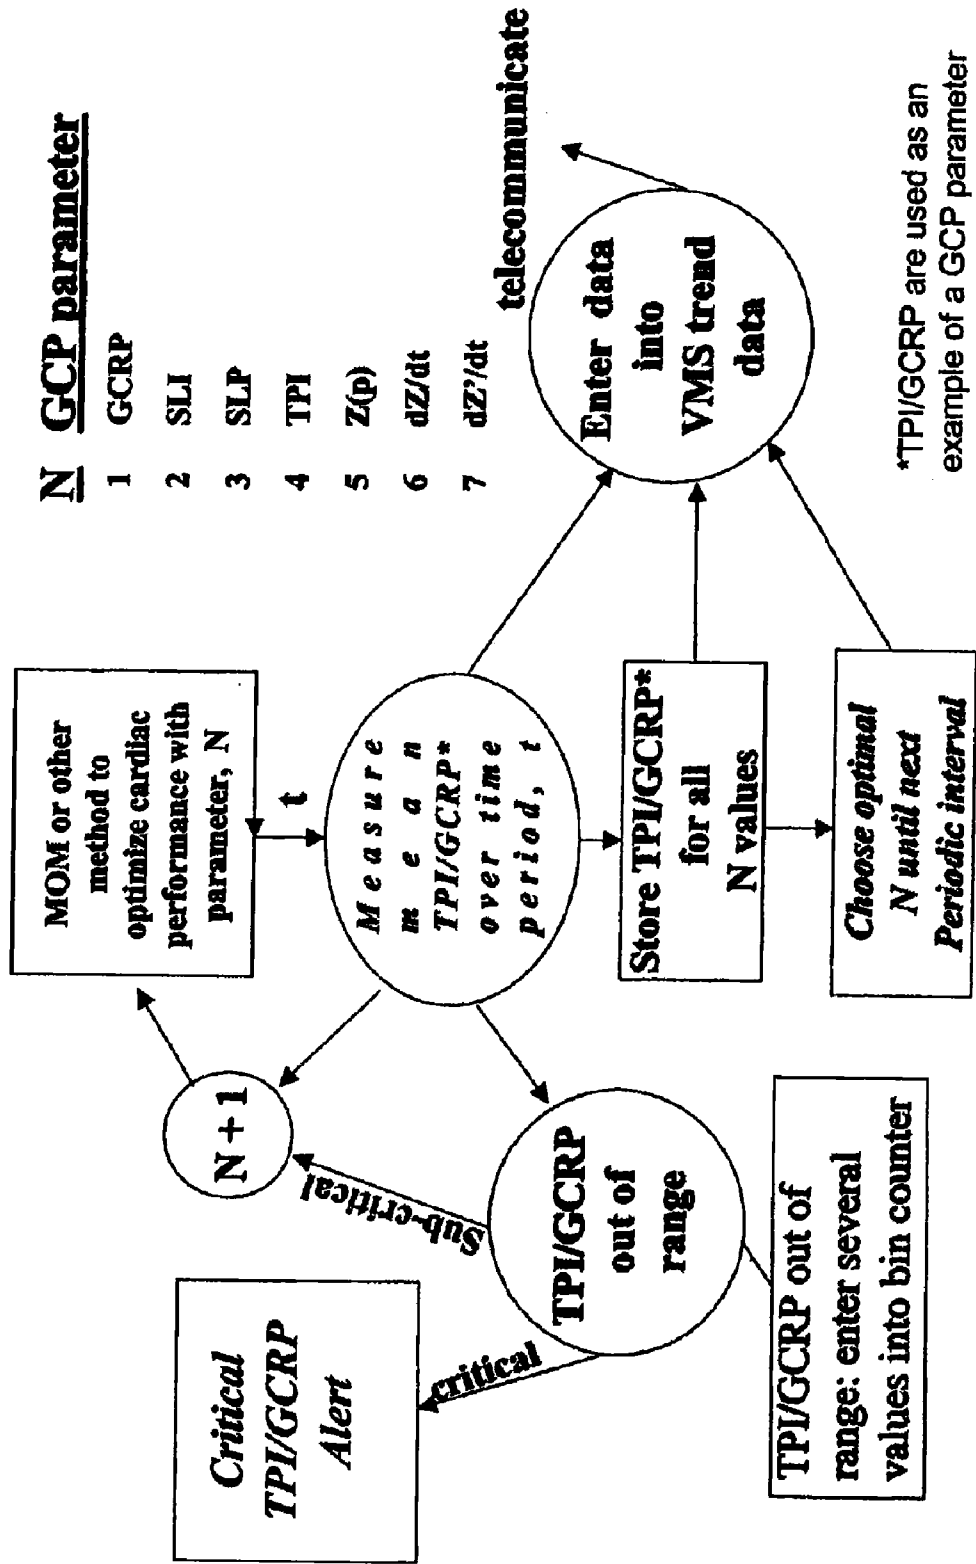 N GCP parameter
1 GCRP
2 SLI
3 SLP
4 TPI
5 Z(p)
6 dZ/dt
7 dZ'/dt
MOM or other
method to
optimize cardiac
performance with
parameter, N
t
N+1
Measure
mean
TPI/GCRP*
over time
period, t
Critical
TPI/GCRP
Alert
critical
Sub-critical
TPI/GCRP
out of
range
TPI/GCRP out of
range: enter several
values into bin counter
Store TPI/GCRP*
for all
N values
Choose optimal
N until next
Periodic interval
Enter data
into
VMS trend
data
telecommunicate
*TPI/GCRP are used as an
example of a GCP parameter